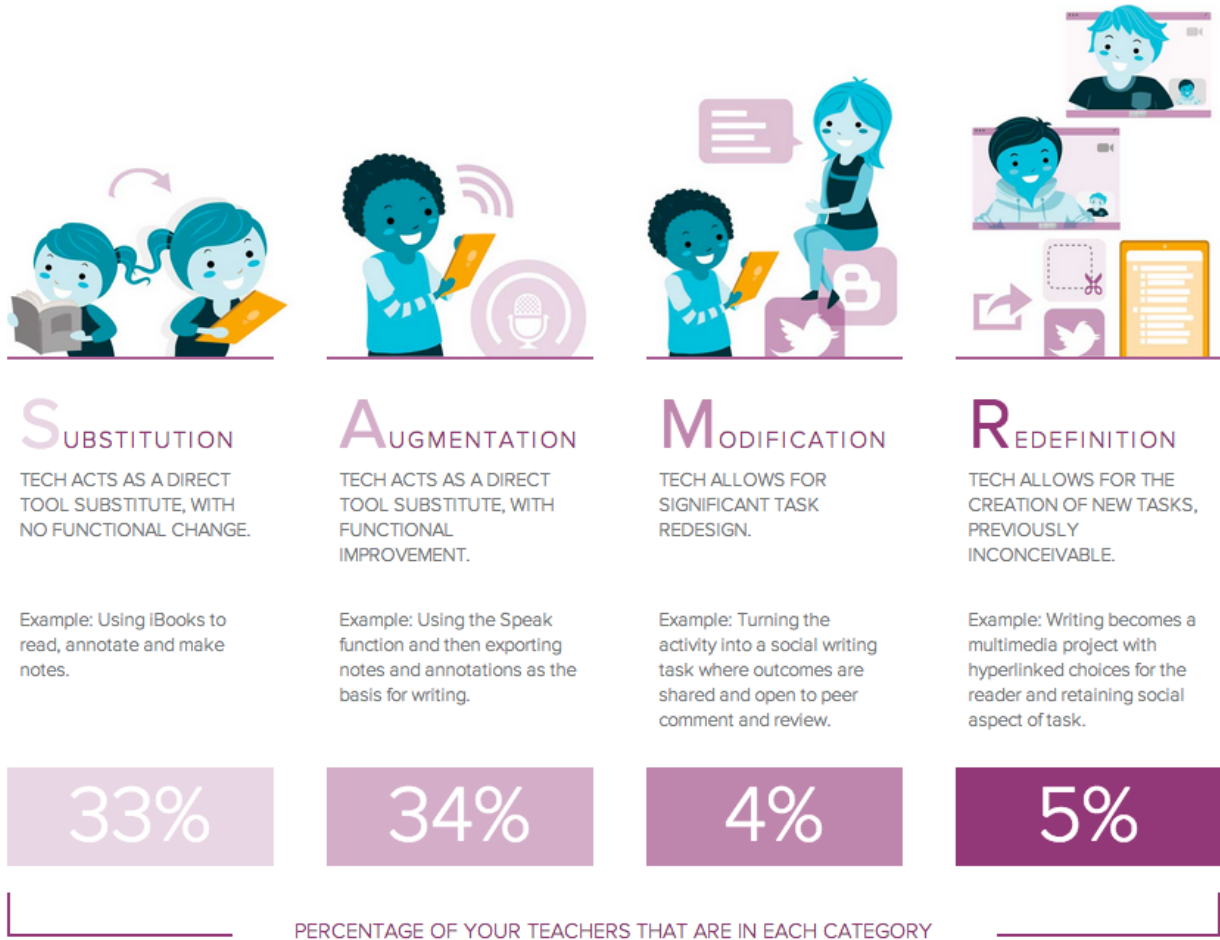 SUBSTITUTION
TECH ACTS AS A DIRECT
TOOL SUBSTITUTE, WITH
NO FUNCTIONAL CHANGE.
Example: Using iBooks to
read, annotate and make
notes.
33%
AUGMENTATION
TECH ACTS AS A DIRECT
TOOL SUBSTITUTE, WITH
FUNCTIONAL
IMPROVEMENT.
Example: Using the Speak
function and then exporting
notes and annotations as the
basis for writing.
34%
MODIFICATION
TECH ALLOWS FOR
SIGNIFICANT TASK
REDESIGN.
Example: Turning the
activity into a social writing
task where outcomes are
shared and open to peer
comment and review.
4%
REDEFINITION
TECH ALLOWS FOR THE
CREATION OF NEW TASKS,
PREVIOUSLY
INCONCEIVABLE.
Example: Writing becomes a
multimedia project with
hyperlinked choices for the
reader and retaining social
aspect of task.
5%
PERCENTAGE OF YOUR TEACHERS THAT ARE IN EACH CATEGORY